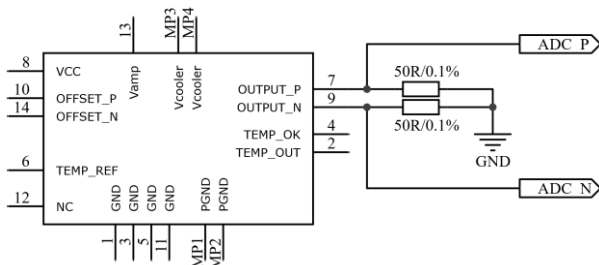 13
MP3
MP4
8
VCC
10
OFFSET_P
14
OFFSET_N
6
TEMP_REF
12
NC
Vamp
Vcooler
Vcooler
OUTPUT_P
7
OUTPUT_N
9
TEMP_OK
4
TEMP_OUT
2
GND
GND
GND
GND
PGND
PGND
1
3
5
11
MP1
MP2
50R/0.1%
50R/0.1%
GND
ADC_P
ADC_N